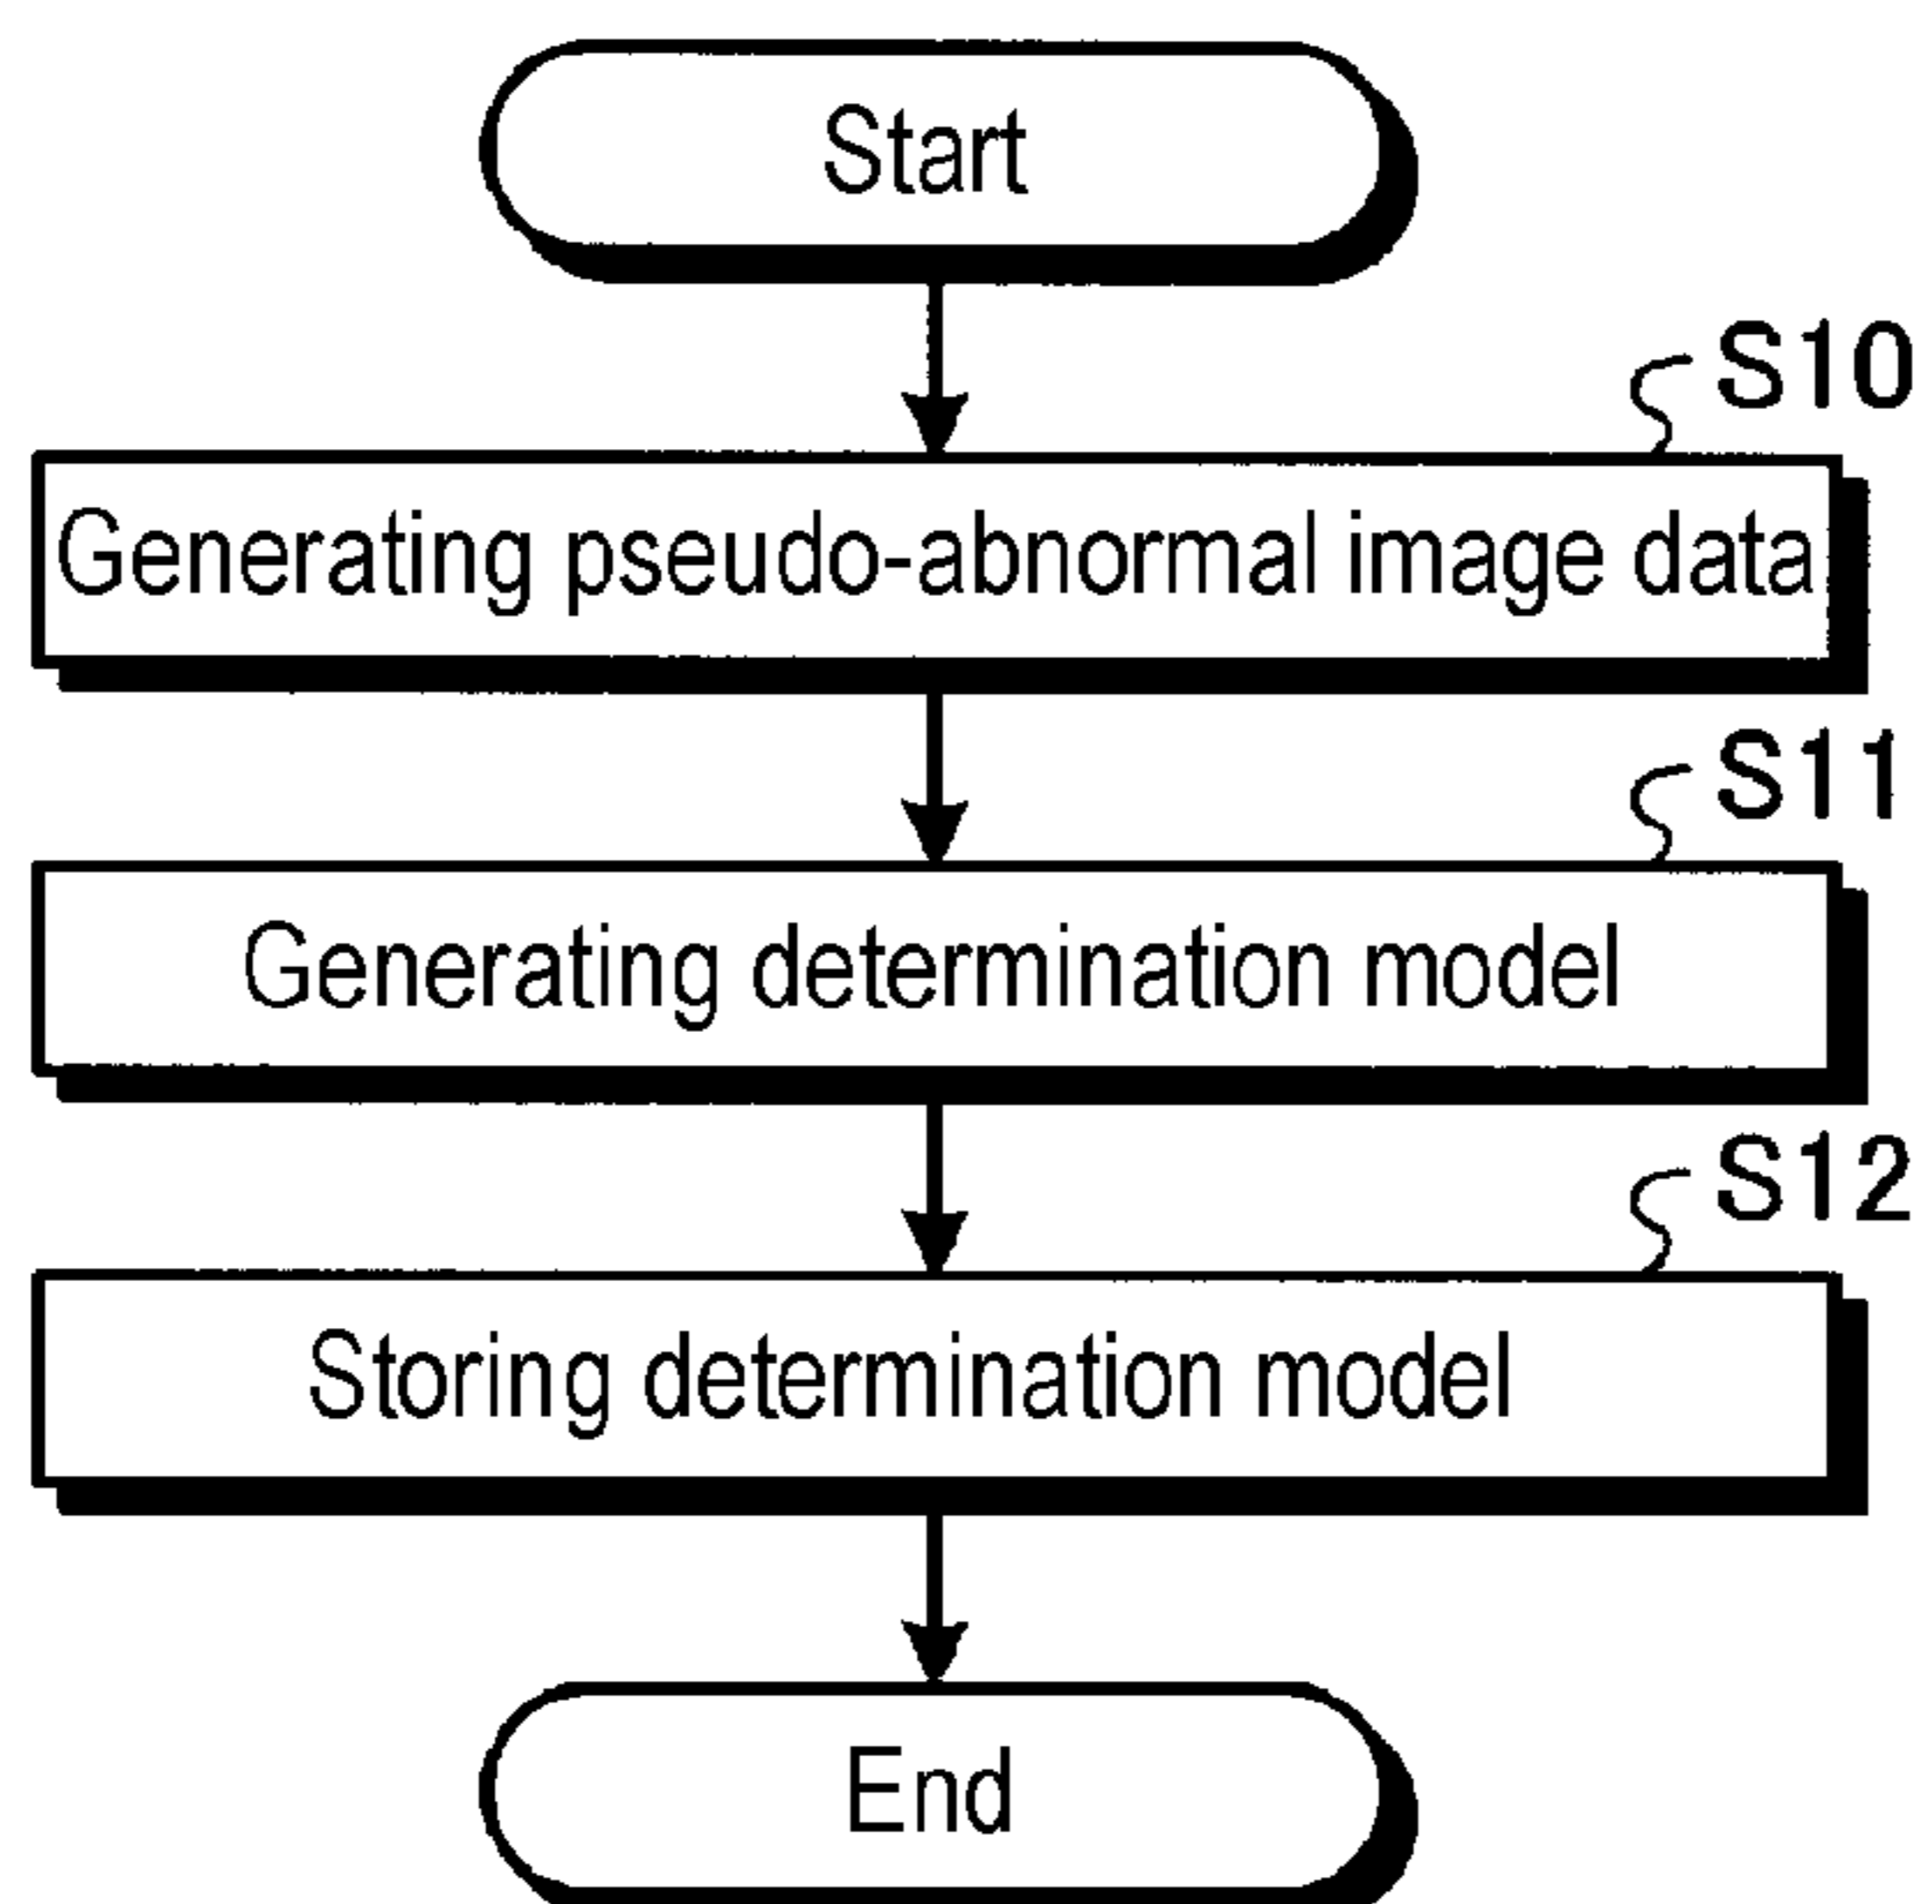 Start
S10
Generating pseudo-abnormal image data
S11
Generating determination model
S12
Storing determination model
End